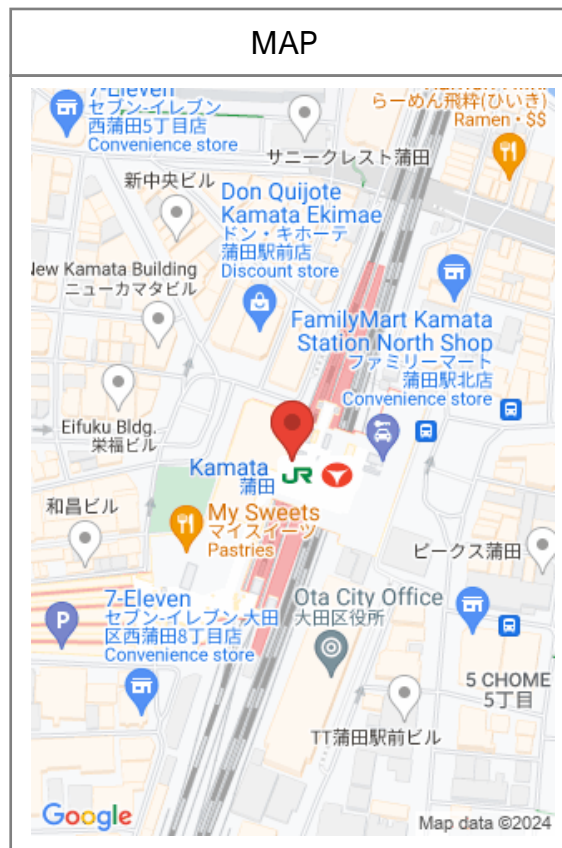 MAP
7-Eleven
セブン-イレブン
西蒲田5丁目店
Convenience store
らーめん飛粋(ひいき)
Ramen・$$
サニークレスト蒲田
新中央ビル
Don Quijote
Kamata Ekimae
ドン・キホーテ
蒲田駅前店
Discount store
New Kamata Building
ニューカマタビル
FamilyMart Kamata
Station North Shop
ファミリーマート
蒲田駅北店
Convenience store
Eifuku Bldg.
栄福ビル
Kamata
蒲田
JR
My Sweets
マイスイーツ
Pastries
和昌ビル
ピークス蒲田
P
7-Eleven
セブン-イレブン大田
区西蒲田8丁目店
Convenience store
Ota City Office
大田区役所
5 CHOME
5丁目
TT蒲田駅前ビル
Google
Map data ©2024